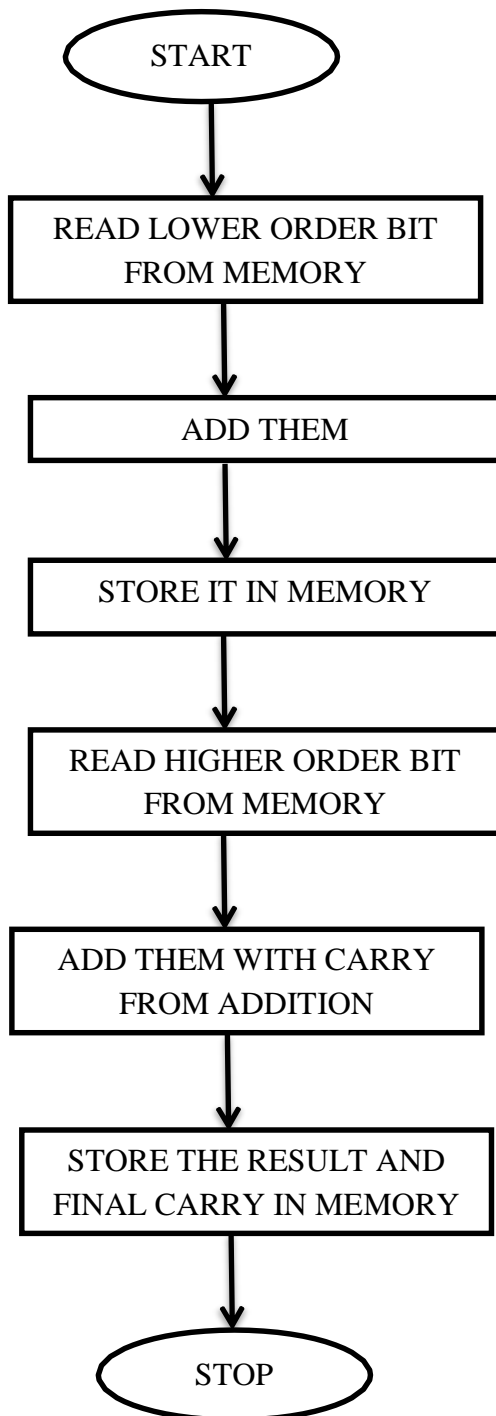 START
READ LOWER ORDER BIT
FROM MEMORY
ADD THEM
STORE IT IN MEMORY
READ HIGHER ORDER BIT
FROM MEMORY
ADD THEM WITH CARRY
FROM ADDITION
STORE THE RESULT AND
FINAL CARRY IN MEMORY
STOP